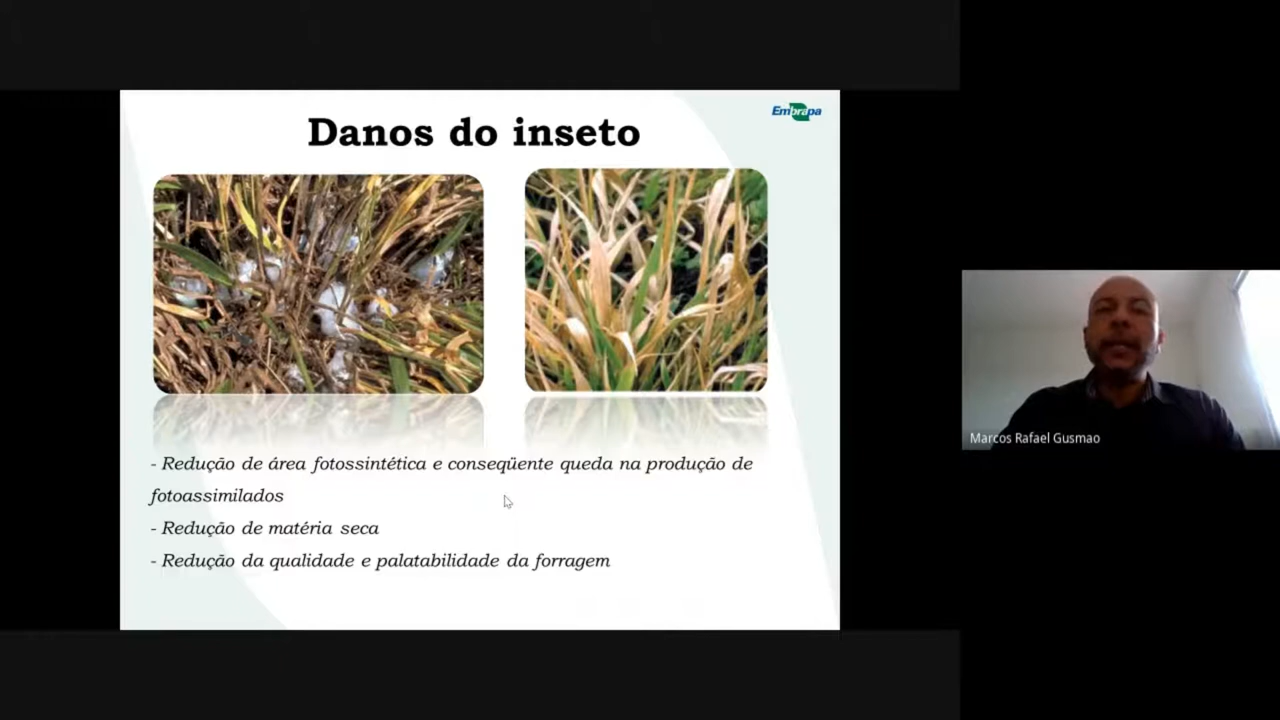 Embrapa
Danos do inseto
- Redução de área fotossintética e conseqüente queda na produção de
fotoassimilados
- Redução de matéria seca
- Redução da qualidade e palatabilidade da forragem
Marcos Rafael Gusmao